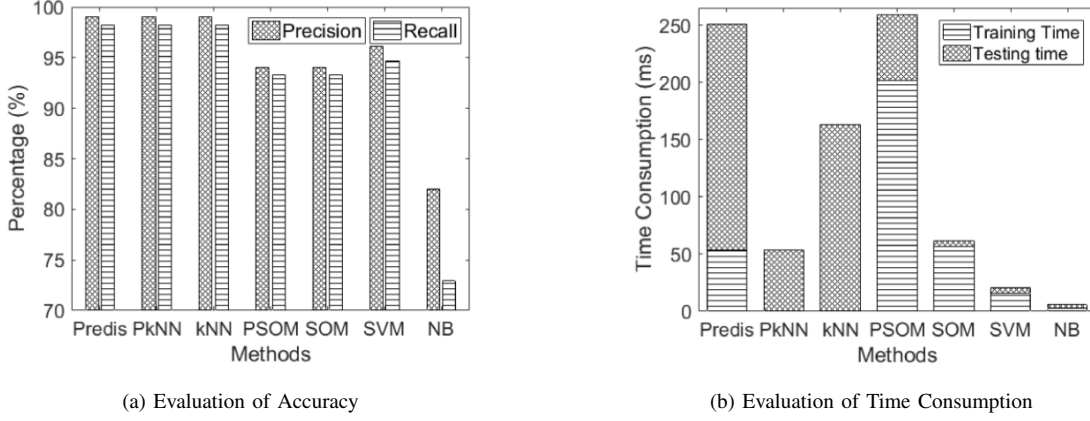 100
95
90
85
80
75
70
Percentage (%)
Precision
Recall
Predis PkNN kNN PSOM SOM SVM NB
Methods
(a) Evaluation of Accuracy
250
200
150
100
50
0
Time Consumption (ms)
Training Time
Testing time
Predis PkNN kNN PSOM SOM SVM NB
Methods
(b) Evaluation of Time Consumption